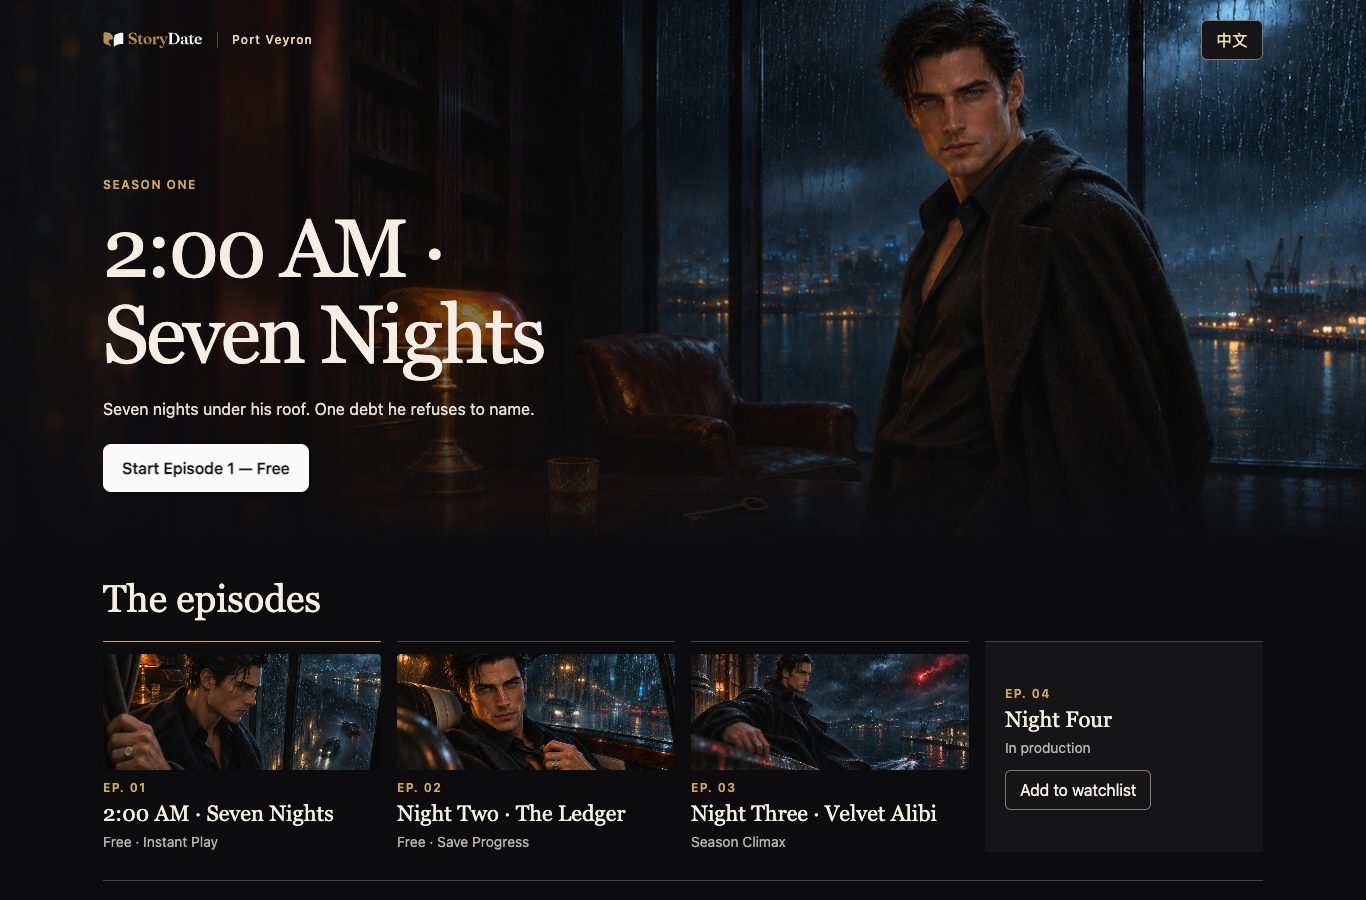 StoryDate
Port Veyron
中文
SEASON ONE
2:00 AM ·
Seven Nights
Seven nights under his roof. One debt he refuses to name.
Start Episode 1 — Free
The episodes
EP. 01
2:00 AM · Seven Nights
Free · Instant Play
EP. 02
Night Two · The Ledger
Free · Save Progress
EP. 03
Night Three · Velvet Alibi
Season Climax
EP. 04
Night Four
In production
Add to watchlist